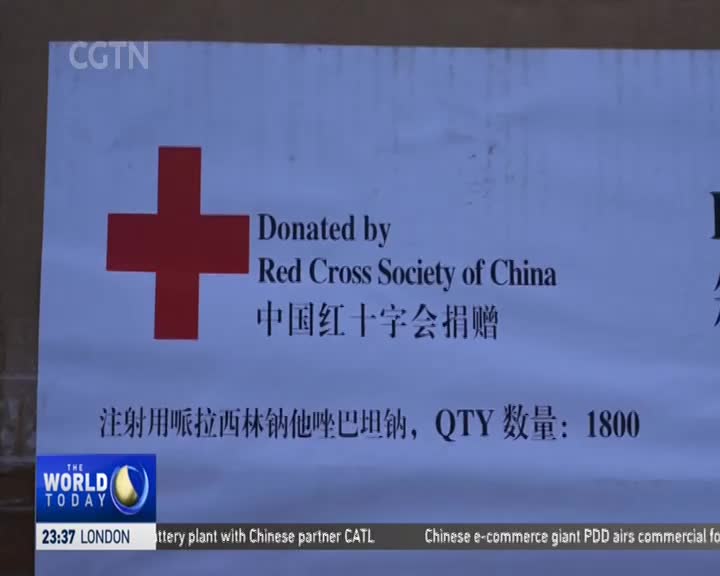 CGTN
Donated by
Red Cross Society of China
中国红十字会捐赠
注射用哌拉西林钠他唑巴坦钠，QTY 数量：1800
THE
WORLD
TODAY
23:37 LONDON
ttery plant with Chinese partner CATL Chinese e-commerce giant PDD airs commercial fo